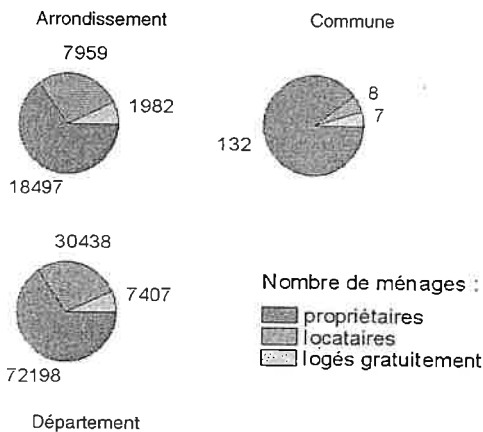 Arrondissement
7959
1982
18497
Commune
8
7
132
30438
7407
72198
Département
Nombre de ménages :
propriétaires
locataires
logés gratuitement